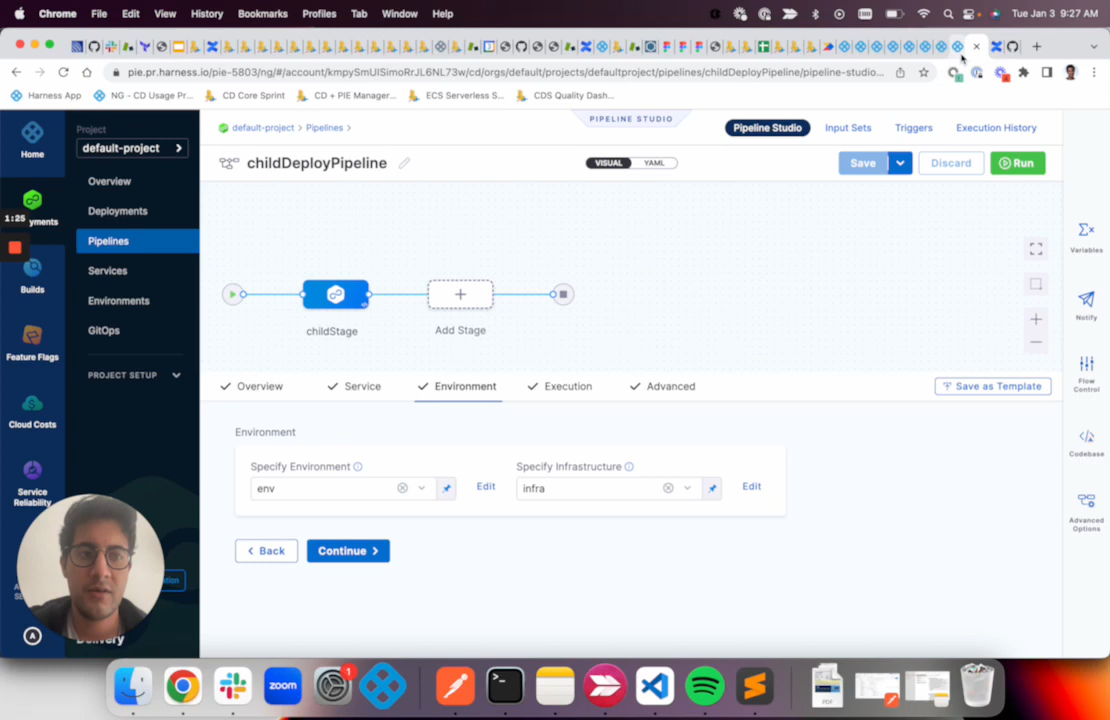 Chrome File Edit View History Bookmarks Profiles Tab Window Help
Tue Jan 3 9:27 AM
pie.pr.harness.io/pie-5803/ng/#/account/kmpySmUISimoRrJL6NL73w/cd/orgs/default/projects/defaultproject/pipelines/childDeployPipeline/pipeline-studio...
Harness App NG - CD Usage Pr... CD Core Sprint CD + PIE Manager... ECS Serverless S... CDS Quality Dash...
Home
1:25
yments
Builds
Feature Flags
Cloud Costs
Service
Reliability
A
Project
default-project
Overview
Deployments
Pipelines
Services
Environments
GitOps
PROJECT SETUP
Delivery
default-project > Pipelines >
PIPELINE STUDIO
Pipeline Studio Input Sets Triggers Execution History
childDeployPipeline
VISUAL YAML
Save Discard Run
childStage
Add Stage
Overview Service Environment Execution Advanced
Save as Template
Environment
Specify Environment Specify Infrastructure
env Edit infra Edit
Back Continue
Variables
Notify
Flow
Control
Codebase
Advanced
Options
zoom
1
PDF